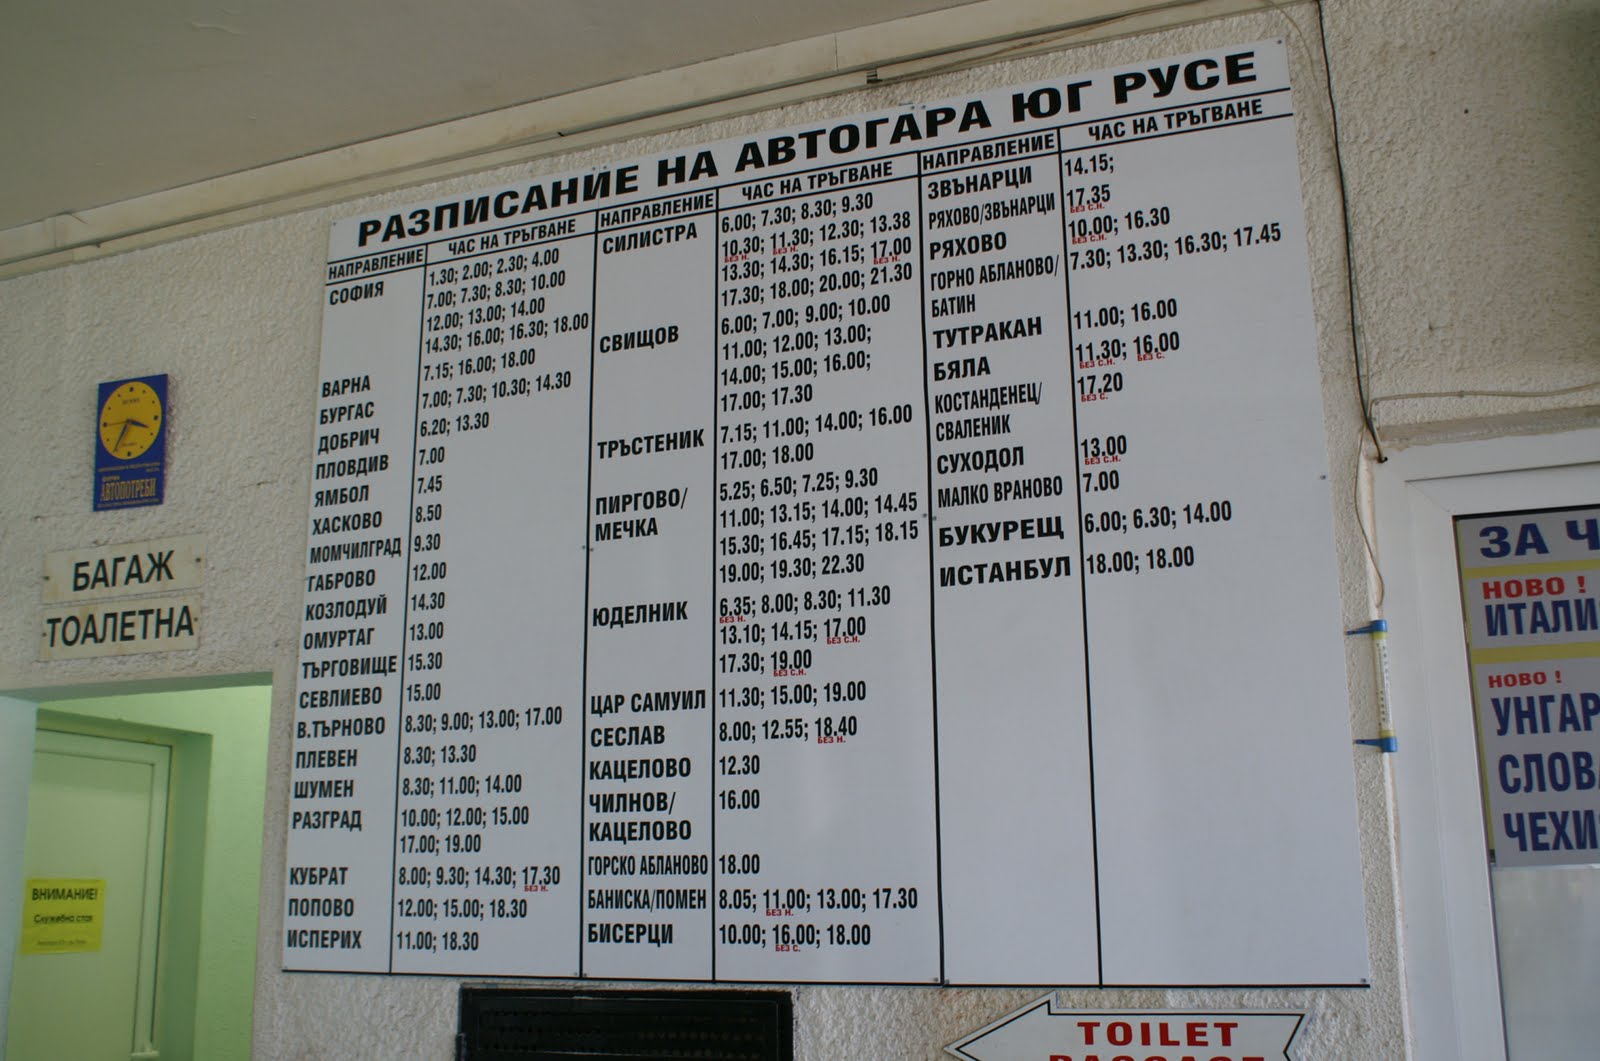 РАЗПИСАНИЕ НА АВТОГАРА ЮГ РУСЕ
НАПРАВЛЕНИЕ ЧАС НА ТРЪГВАНЕ
СОФИЯ 1.30; 2.00; 2.30; 4.00
7.00; 7.30; 8.30; 10.00
12.00; 13.00; 14.00
14.30; 16.00; 16.30; 18.00
ВАРНА 7.15; 16.00; 18.00
БУРГАС 7.00; 7.30; 10.30; 14.30
ДОБРИЧ 6.20; 13.30
ПЛОВДИВ 7.00
ЯМБОЛ 7.45
ХАСКОВО 8.50
МОМЧИЛГРАД 9.30
ГАБРОВО 12.00
КОЗЛОДУЙ 14.30
ОМУРТАГ 13.00
ТЪРГОВИЩЕ 15.30
СЕВЛИЕВО 15.00
В.ТЪРНОВО 8.30; 9.00; 13.00; 17.00
ПЛЕВЕН 8.30; 13.30
ШУМЕН 8.30; 11.00; 14.00
РАЗГРАД 10.00; 12.00; 15.00
17.00; 19.00
КУБРАТ 8.00; 9.30; 14.30; 17.30
БЕЗ Н.
ПОПОВО 12.00; 15.00; 18.30
ИСПЕРИХ 11.00; 18.30
НАПРАВЛЕНИЕ ЧАС НА ТРЪГВАНЕ
СИЛИСТРА 6.00; 7.30; 8.30; 9.30
10.30; 11.30; 12.30; 13.38
БЕЗ Н. БЕЗ Н.
13.30; 14.30; 16.15; 17.00
БЕЗ Н.
17.30; 18.00; 20.00; 21.30
СВИЩОВ 6.00; 7.00; 9.00; 10.00
11.00; 12.00; 13.00;
14.00; 15.00; 16.00;
17.00; 17.30
ТРЪСТЕНИК 7.15; 11.00; 14.00; 16.00
17.00; 18.00
ПИРГОВО/ 5.25; 6.50; 7.25; 9.30
МЕЧКА 11.00; 13.15; 14.00; 14.45
15.30; 16.45; 17.15; 18.15
19.00; 19.30; 22.30
ЮДЕЛНИК 6.35; 8.00; 8.30; 11.30
БЕЗ Н.
13.10; 14.15; 17.00
БЕЗ С.Н.
17.30; 19.00
БЕЗ С.Н.
ЦАР САМУИЛ 11.30; 15.00; 19.00
СЕСЛАВ 8.00; 12.55; 18.40
БЕЗ Н.
КАЦЕЛОВО 12.30
ЧИЛНОВ/ 16.00
КАЦЕЛОВО
ГОРСКО АБЛАНОВО 18.00
БАНИСКА/ПОМЕН 8.05; 11.00; 13.00; 17.30
БЕЗ Н.
БИСЕРЦИ 10.00; 16.00; 18.00
БЕЗ С.
НАПРАВЛЕНИЕ ЧАС НА ТРЪГВАНЕ
ЗВЪНАРЦИ 14.15;
РЯХОВО/ЗВЪНАРЦИ 17.35
БЕЗ С.Н.
РЯХОВО 10.00; 16.30
БЕЗ С.Н.
ГОРНО АБЛАНОВО/ 7.30; 13.30; 16.30; 17.45
БАТИН
ТУТРАКАН 11.00; 16.00
БЯЛА 11.30; 16.00
БЕЗ С.Н. БЕЗ С.
КОСТАНДЕНЕЦ/ 17.20
БЕЗ С.
СВАЛЕНИК
СУХОДОЛ 13.00
БЕЗ С.Н.
МАЛКО ВРАНОВО 7.00
БУКУРЕЩ 6.00; 6.30; 14.00
ИСТАНБУЛ 18.00; 18.00
АВТОПОТРЕБИ
БАГАЖ
ТОАЛЕТНА
ВНИМАНИЕ!
Служебна стая
ЗА Ч
НОВО !
ИТАЛИ
НОВО !
УНГАР
СЛОВА
ЧЕХИ
TOILET